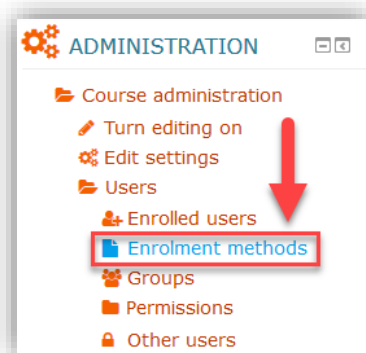 ADMINISTRATION
Course administration
Turn editing on
Edit settings
Users
Enrolled users
Enrolment methods
Groups
Permissions
Other users